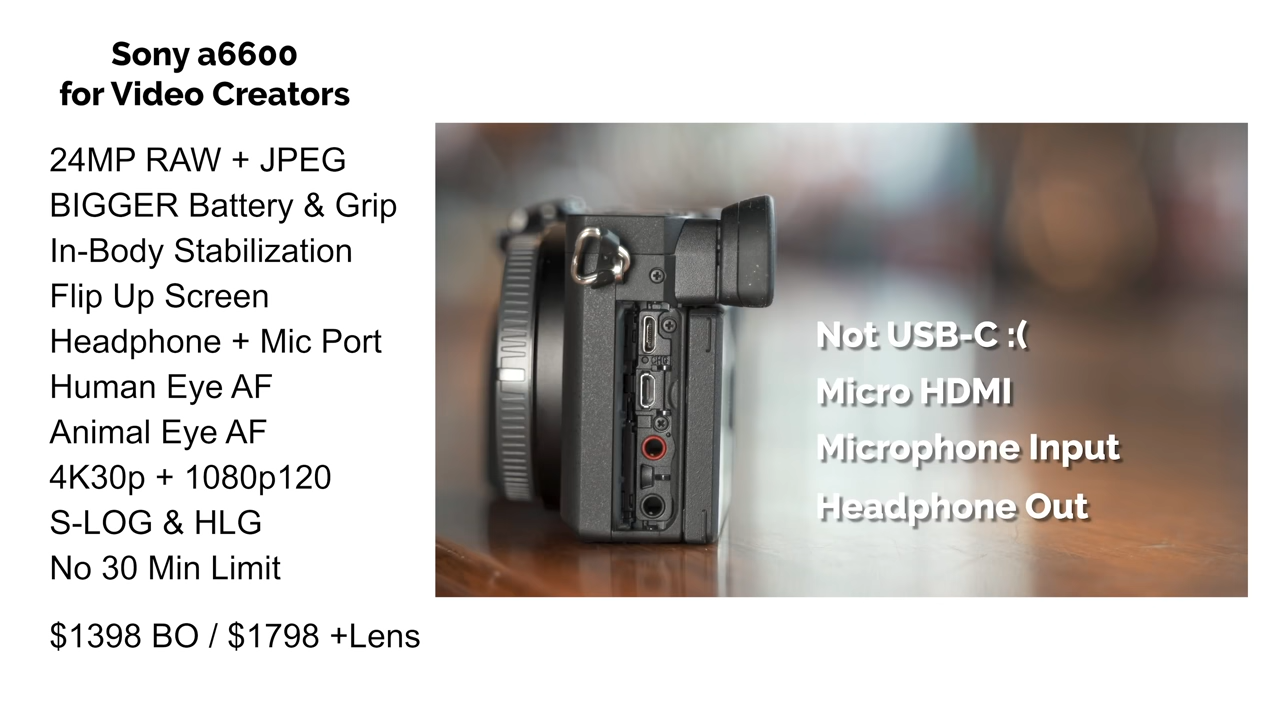 Sony a6600
for Video Creators
24MP RAW + JPEG
BIGGER Battery & Grip
In-Body Stabilization
Flip Up Screen
Headphone + Mic Port
Human Eye AF
Animal Eye AF
4K30p + 1080p120
S-LOG & HLG
No 30 Min Limit
$1398 BO / $1798 +Lens
CHG
Not USB-C :(
Micro HDMI
Microphone Input
Headphone Out